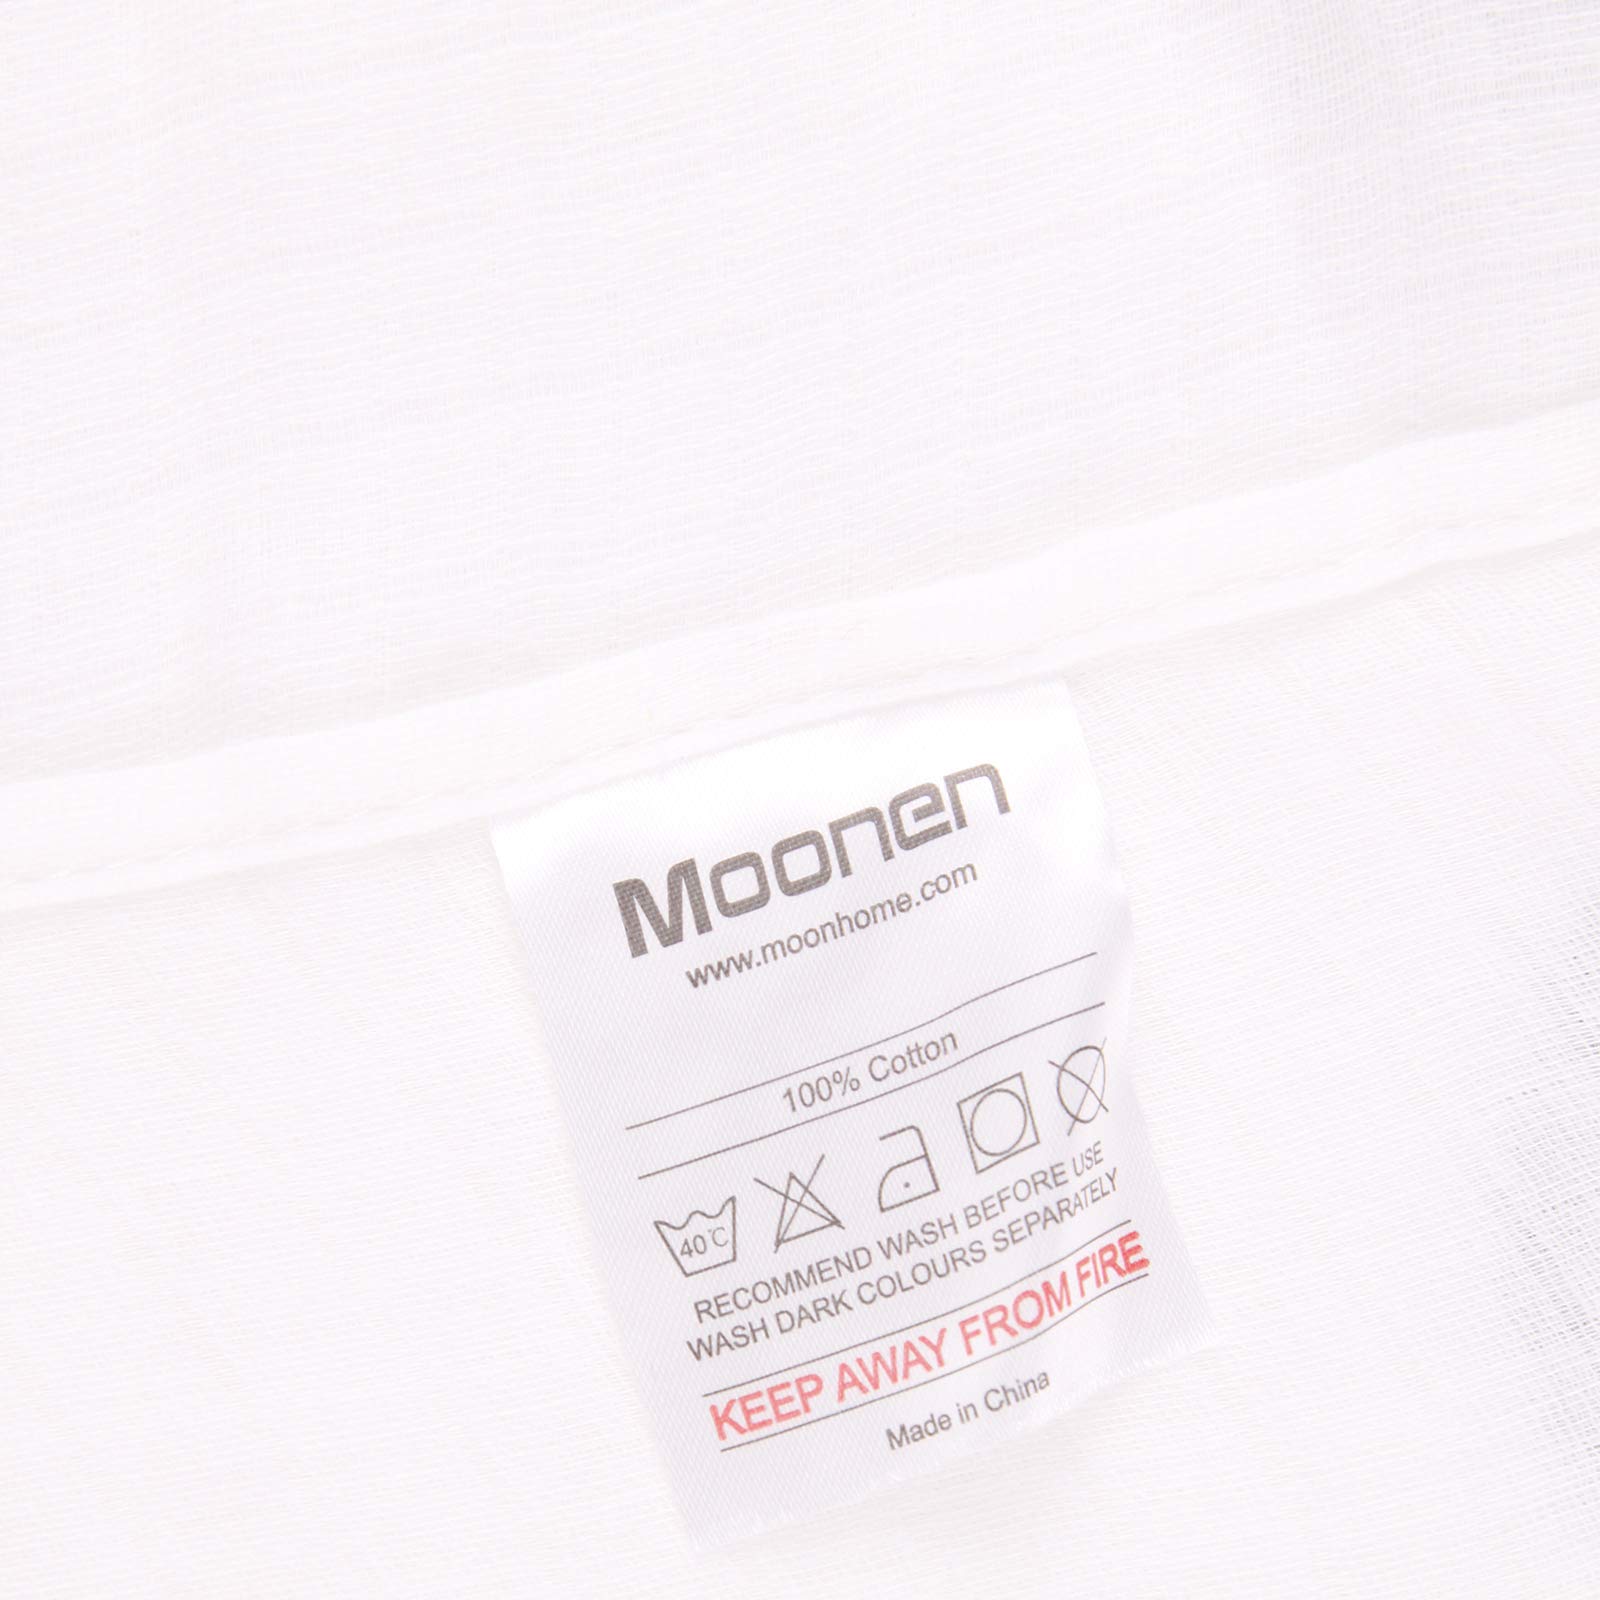 Moonen
www.moonhome.com
100% Cotton
40℃
RECOMMEND WASH BEFORE USE
WASH DARK COLOURS SEPARATELY
KEEP AWAY FROM FIRE
Made in China